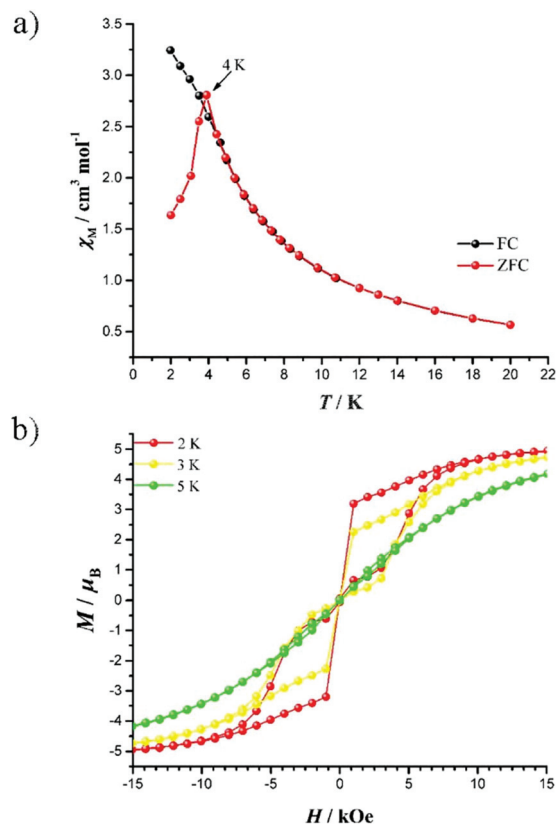 a)
3.5
3.0
2.5
2.0
1.5
1.0
0.5
χM / cm³ mol⁻¹
4 K
FC
ZFC
0 2 4 6 8 10 12 14 16 18 20 22
T / K
b)
5
4
3
2
1
0
-1
-2
-3
-4
-5
M / μB
2 K
3 K
5 K
-15 -10 -5 0 5 10 15
H / kOe